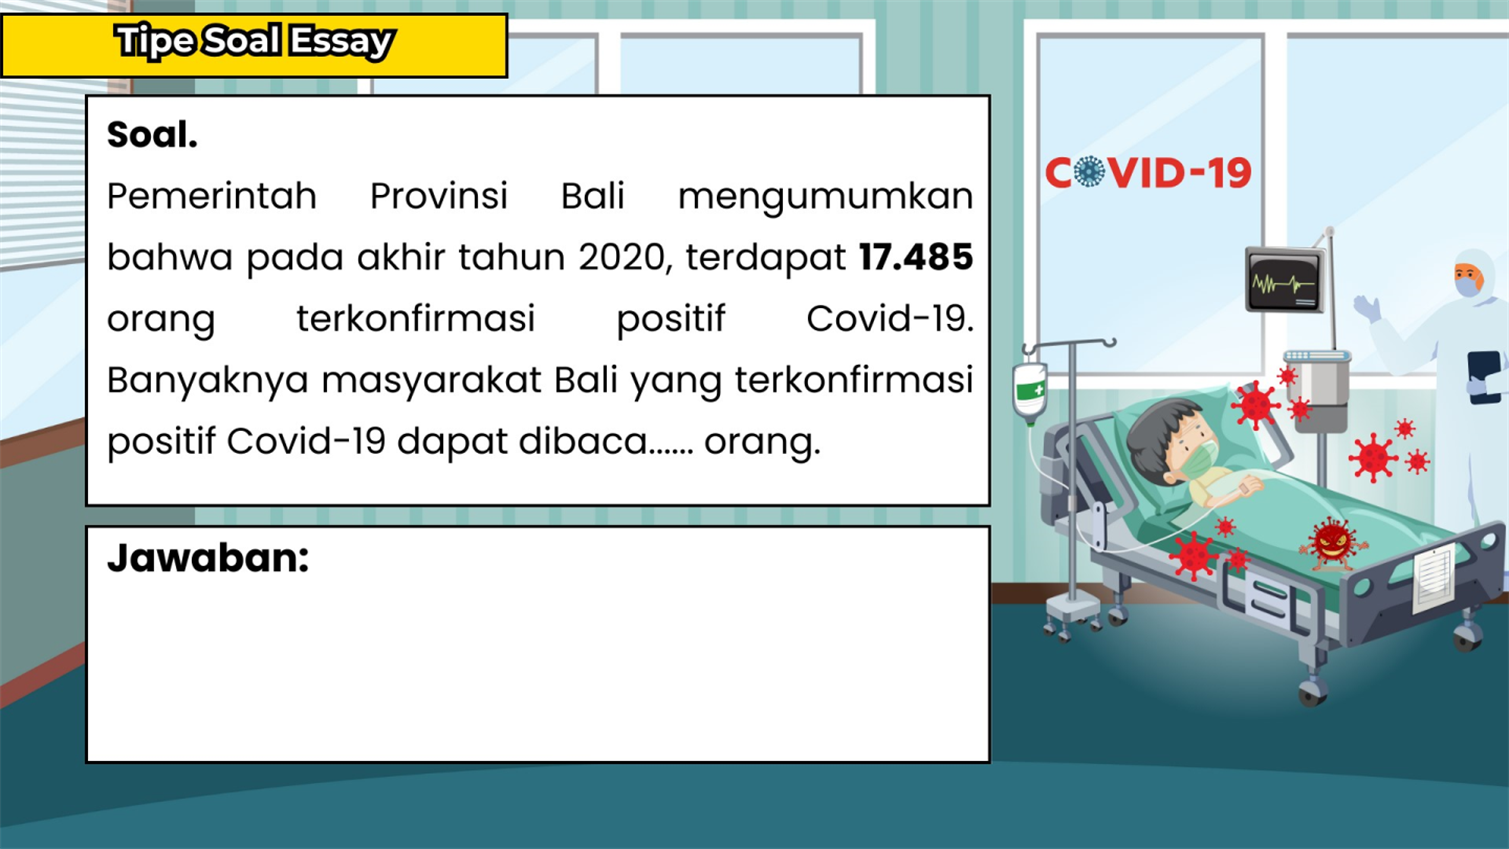 Tipe Soal Essay
Soal.
Pemerintah Provinsi Bali mengumumkan
bahwa pada akhir tahun 2020, terdapat 17.485
orang terkonfirmasi positif Covid-19.
Banyaknya masyarakat Bali yang terkonfirmasi
positif Covid-19 dapat dibaca...... orang.
COVID-19
Jawaban: